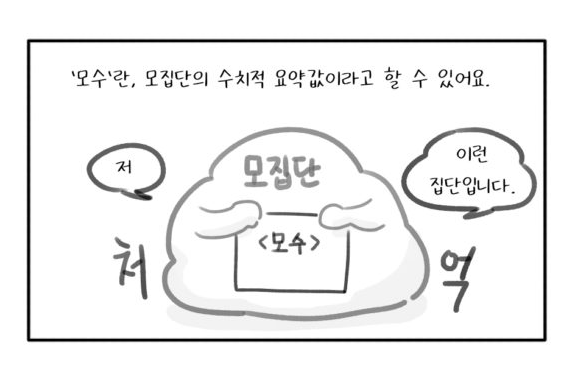 '모수'란, 모집단의 수치적 요약값이라고 할 수 있어요.
저
이런
집단입니다.
모집단
<모수>
처
억